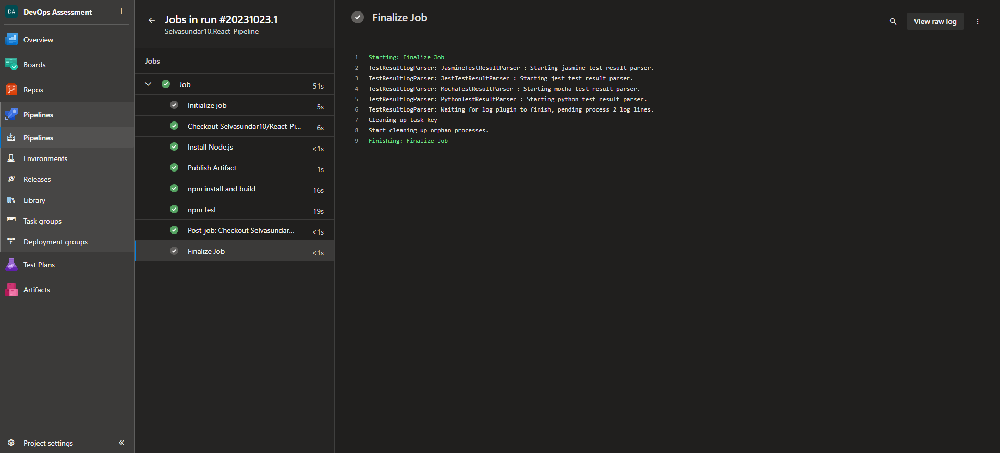 DA DevOps Assessment
Overview
Boards
Repos
Pipelines
Pipelines
Environments
Releases
Library
Task groups
Deployment groups
Test Plans
Artifacts
Project settings
Jobs in run #20231023.1
Selvasundar10.React-Pipeline
Jobs
Job 51s
Initialize job 5s
Checkout Selvasundar10/React-Pi... 6s
Install Node.js <1s
Publish Artifact 1s
npm install and build 16s
npm test 19s
Post-job: Checkout Selvasundar... <1s
Finalize Job <1s
Finalize Job
View raw log
1 Starting: Finalize Job
2 TestResultLogParser: JasmineTestResultParser : Starting jasmine test result parser.
3 TestResultLogParser: JestTestResultParser : Starting jest test result parser.
4 TestResultLogParser: MochaTestResultParser : Starting mocha test result parser.
5 TestResultLogParser: PythonTestResultParser : Starting python test result parser.
6 TestResultLogParser: Waiting for log plugin to finish, pending process 2 log lines.
7 Cleaning up task key
8 Start cleaning up orphan processes.
9 Finishing: Finalize Job